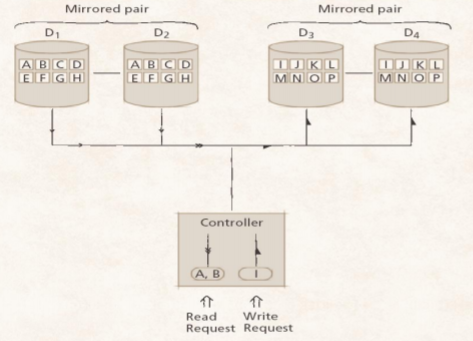 Mirrored pair
Mirrored pair
D1
D2
D3
D4
A B C D
E F G H
A B C D
E F G H
I J K L
M N O P
I J K L
M N O P
Controller
A, B
I
Read Request
Write Request